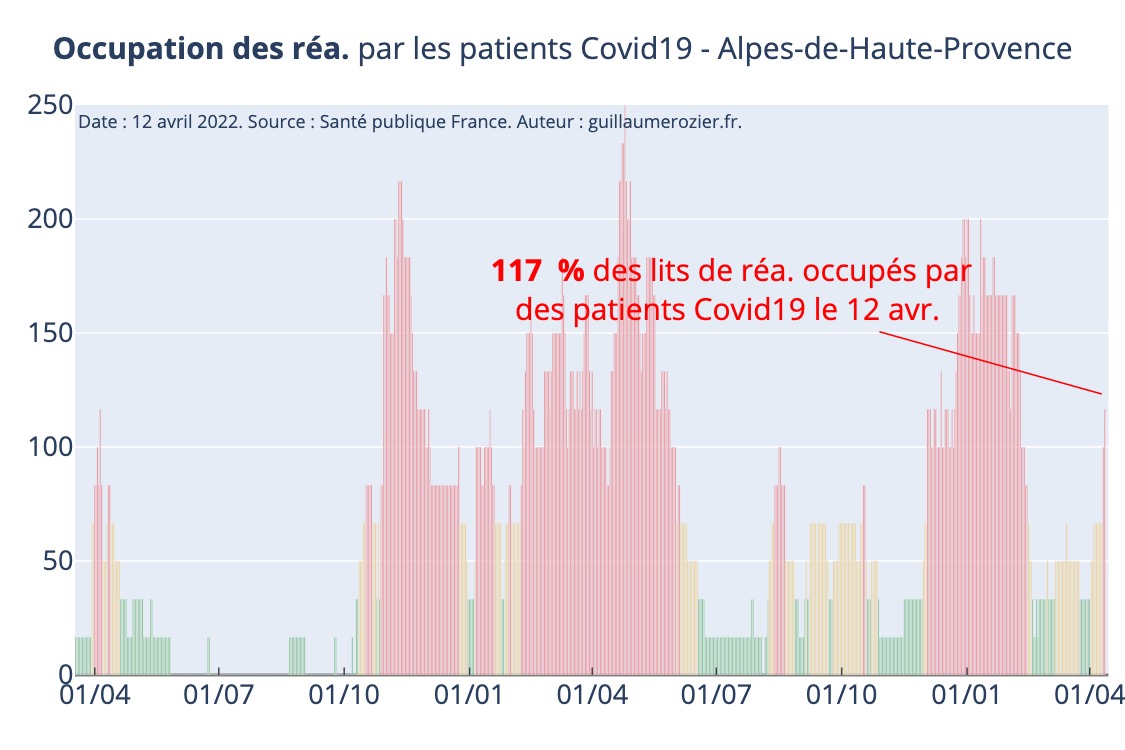 Occupation des réa. par les patients Covid19 - Alpes-de-Haute-Provence
250
Date : 12 avril 2022. Source : Santé publique France. Auteur : guillaumerozier.fr.
200
117 % des lits de réa. occupés par
des patients Covid19 le 12 avr.
150
100
50
0
01/04 01/07 01/10 01/01 01/04 01/07 01/10 01/01 01/04